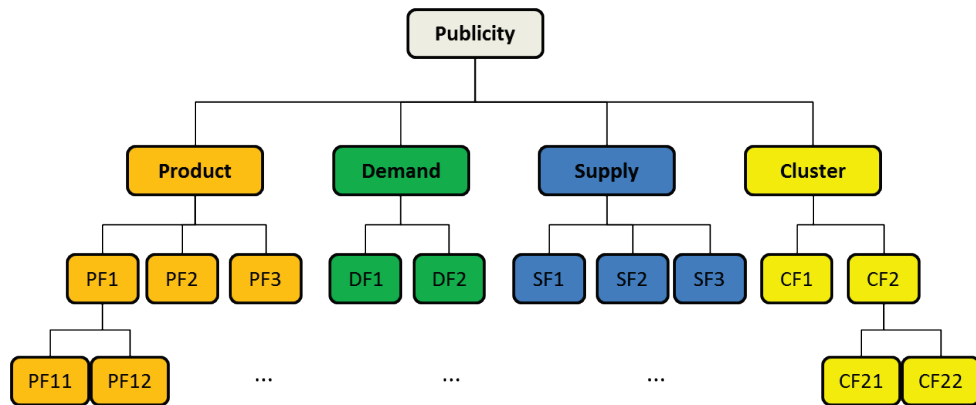 Publicity
Product Demand Supply Cluster
PF1 PF2 PF3 DF1 DF2 SF1 SF2 SF3 CF1 CF2
PF11 PF12 ... ... ... CF21 CF22